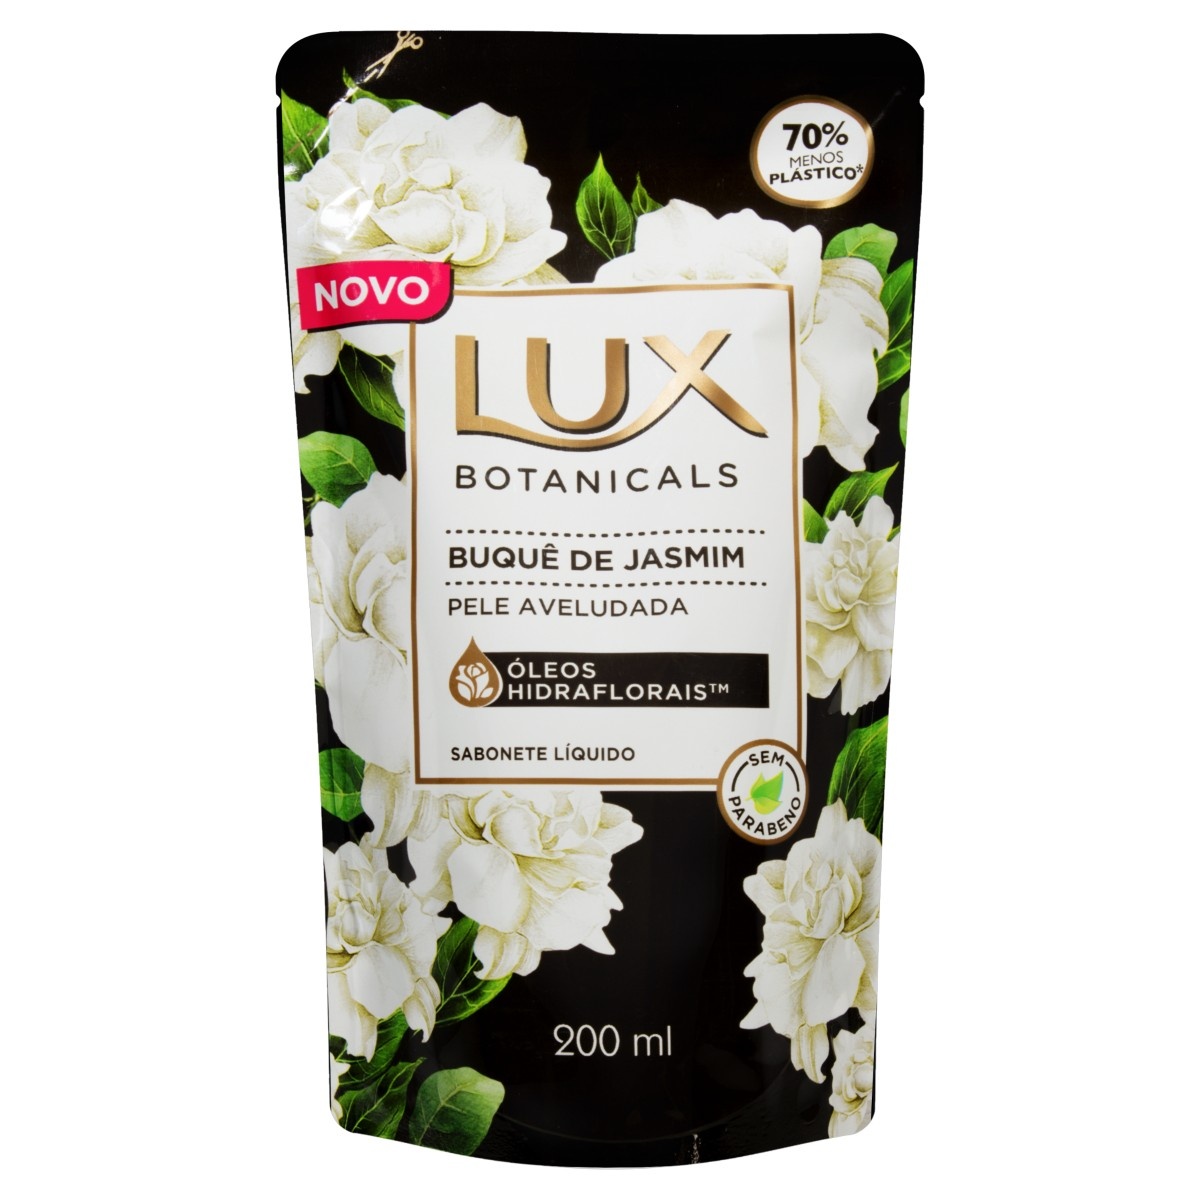 70%
MENOS
PLÁSTICO*
NOVO
LUX
BOTANICALS
BUQUÊ DE JASMIM
PELE AVELUDADA
ÓLEOS
HIDRAFLORAIS™
SABONETE LÍQUIDO
SEM
PARABENO
200 ml